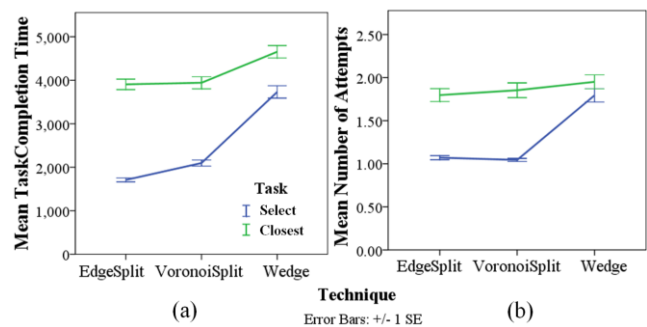 Mean TaskCompletion Time
5,000
4,000
3,000
2,000
1,000
0
Task
Select
Closest
EdgeSplit VoronoiSplit Wedge
(a)
Mean Number of Attempts
2.50
2.00
1.50
1.00
0.50
0.00
EdgeSplit VoronoiSplit Wedge
(b)
Technique
Error Bars: +/- 1 SE